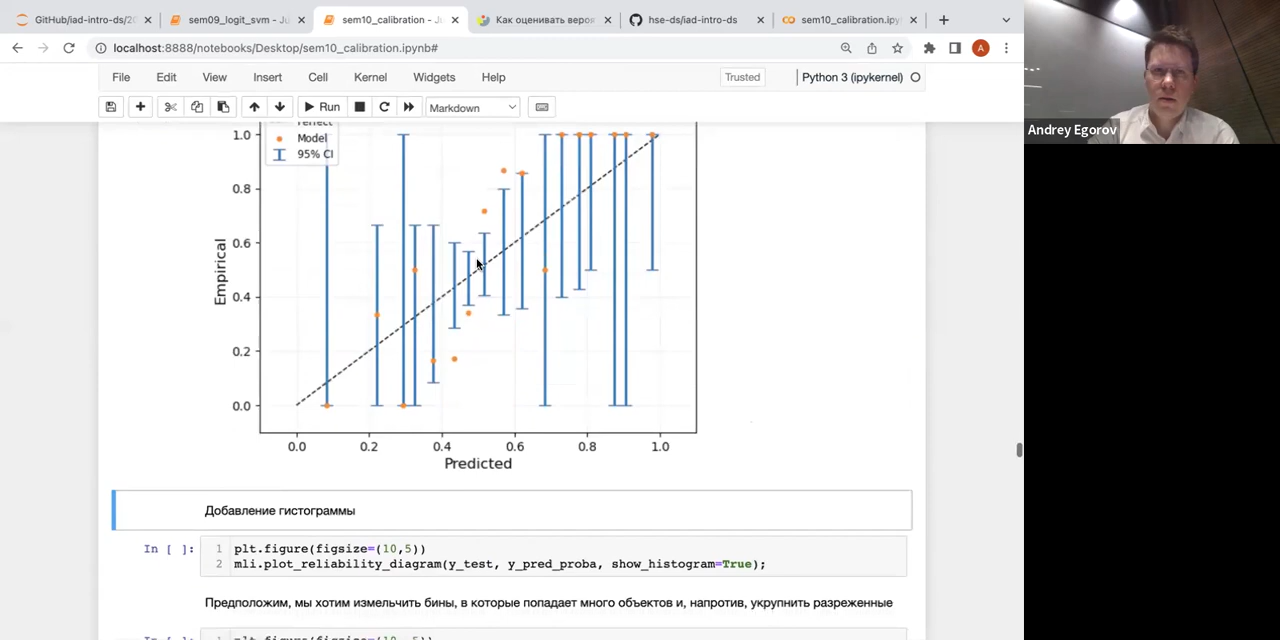 GitHub/iad-intro-ds/20
sem09_logit_svm - Ju
sem10_calibration - J
Как оценивать вероя
hse-ds/iad-intro-ds
sem10_calibration.ipy
localhost:8888/notebooks/Desktop/sem10_calibration.ipynb#
A
File Edit View Insert Cell Kernel Widgets Help
Trusted
Python 3 (ipykernel)
Run
Markdown
Andrey Egorov
Perfect
Model
95% CI
1.0
0.8
0.6
0.4
0.2
0.0
Empirical
0.0 0.2 0.4 0.6 0.8 1.0
Predicted
Добавление гистограммы
In [ ]:
1 plt.figure(figsize=(10,5))
2 mli.plot_reliability_diagram(y_test, y_pred_proba, show_histogram=True);
Предположим, мы хотим измельчить бины, в которые попадает много объектов и, напротив, укрупнить разреженные